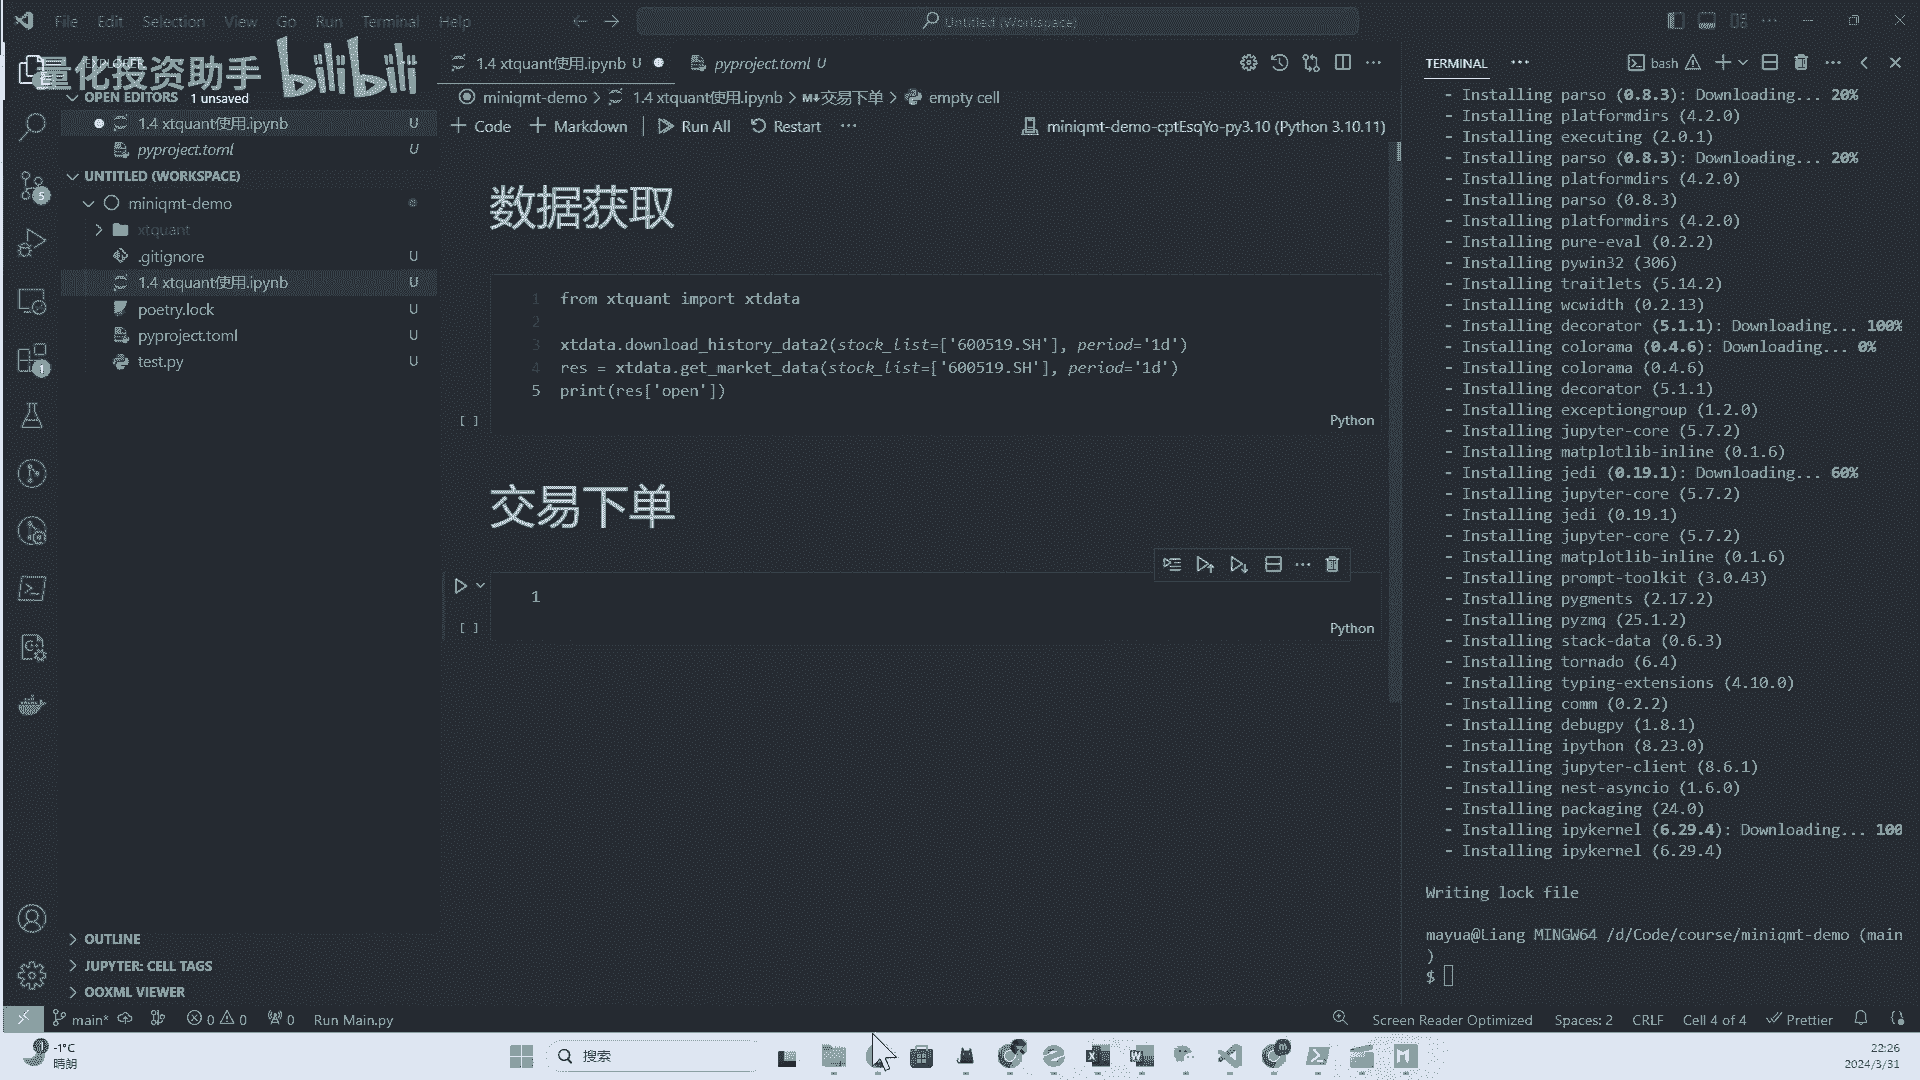 File Edit Selection View Go Run Terminal Help
Untitled (Workspace)
量化投资助手 bilibili
EXPLORER
OPEN EDITORS 1 unsaved
1.4 xtquant使用.ipynb U
pyproject.toml U
UNTITLED (WORKSPACE)
miniqmt-demo
xtquant
.gitignore U
1.4 xtquant使用.ipynb U
poetry.lock U
pyproject.toml U
test.py U
5
1
OUTLINE
JUPYTER: CELL TAGS
OOXML VIEWER
1.4 xtquant使用.ipynb U
pyproject.toml U
miniqmt-demo > 1.4 xtquant使用.ipynb > M↓交易下单 > empty cell
+ Code + Markdown Run All Restart ···
miniqmt-demo-cptEsqYo-py3.10 (Python 3.10.11)
数据获取
1 from xtquant import xtdata
2
3 xtdata.download_history_data2(stock_list=['600519.SH'], period='1d')
4 res = xtdata.get_market_data(stock_list=['600519.SH'], period='1d')
5 print(res['open'])
[ ] Python
交易下单
1
[ ] Python
TERMINAL ··· bash
- Installing parso (0.8.3): Downloading... 20%
- Installing platformdirs (4.2.0)
- Installing executing (2.0.1)
- Installing parso (0.8.3): Downloading... 20%
- Installing platformdirs (4.2.0)
- Installing parso (0.8.3)
- Installing platformdirs (4.2.0)
- Installing pure-eval (0.2.2)
- Installing pywin32 (306)
- Installing traitlets (5.14.2)
- Installing wcwidth (0.2.13)
- Installing decorator (5.1.1): Downloading... 100%
- Installing colorama (0.4.6): Downloading... 0%
- Installing colorama (0.4.6)
- Installing decorator (5.1.1)
- Installing exceptiongroup (1.2.0)
- Installing jupyter-core (5.7.2)
- Installing matplotlib-inline (0.1.6)
- Installing jedi (0.19.1): Downloading... 60%
- Installing jupyter-core (5.7.2)
- Installing jedi (0.19.1)
- Installing jupyter-core (5.7.2)
- Installing matplotlib-inline (0.1.6)
- Installing prompt-toolkit (3.0.43)
- Installing pygments (2.17.2)
- Installing pyzmq (25.1.2)
- Installing stack-data (0.6.3)
- Installing tornado (6.4)
- Installing typing-extensions (4.10.0)
- Installing comm (0.2.2)
- Installing debugpy (1.8.1)
- Installing ipython (8.23.0)
- Installing jupyter-client (8.6.1)
- Installing nest-asyncio (1.6.0)
- Installing packaging (24.0)
- Installing ipykernel (6.29.4): Downloading... 100
- Installing ipykernel (6.29.4)
Writing lock file
mayua@Liang MINGW64 /d/Code/course/miniqmt-demo (main
)
$
main* 0 0 0 Run Main.py
Screen Reader Optimized Spaces: 2 CRLF Cell 4 of 4 Prettier
-1°C
晴朗
搜索
22:26
2024/3/31